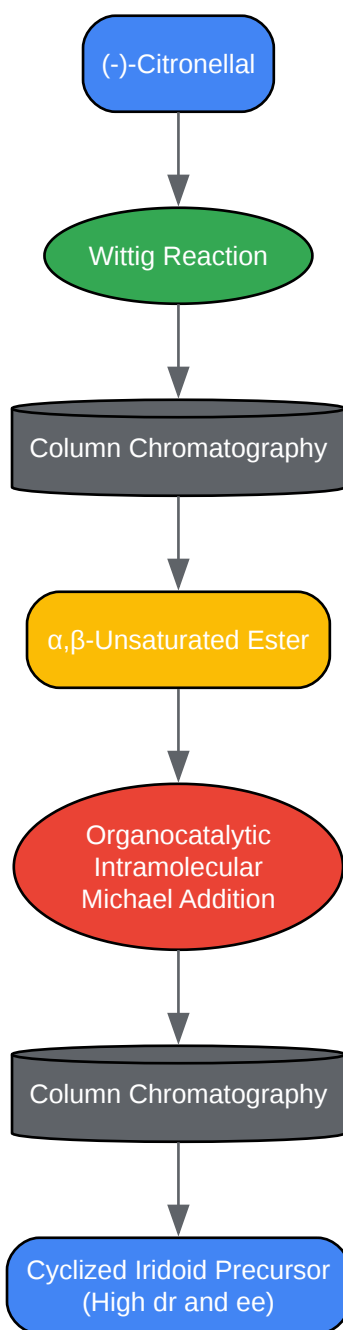 (-)-Citronellal
Wittig Reaction
Column Chromatography
α,β-Unsaturated Ester
Organocatalytic
Intramolecular
Michael Addition
Column Chromatography
Cyclized Iridoid Precursor
(High dr and ee)